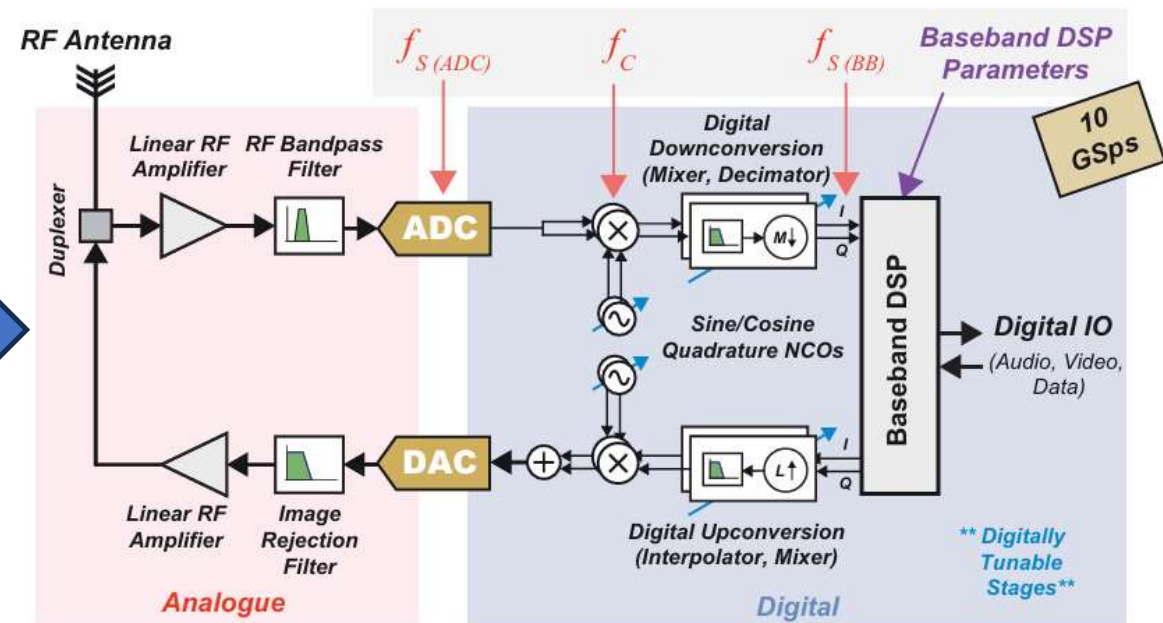 RF Antenna
f S (ADC)
f C
f S (BB)
Baseband DSP
Parameters
10
GSps
Linear RF
Amplifier
RF Bandpass
Filter
Digital
Downconversion
(Mixer, Decimator)
Duplexer
ADC
M↓
I
Q
Sine/Cosine
Quadrature NCOs
Baseband DSP
Digital IO
(Audio, Video,
Data)
DAC
L↑
I
Q
Linear RF
Amplifier
Image
Rejection
Filter
Digital Upconversion
(Interpolator, Mixer)
** Digitally
Tunable
Stages**
Analogue
Digital